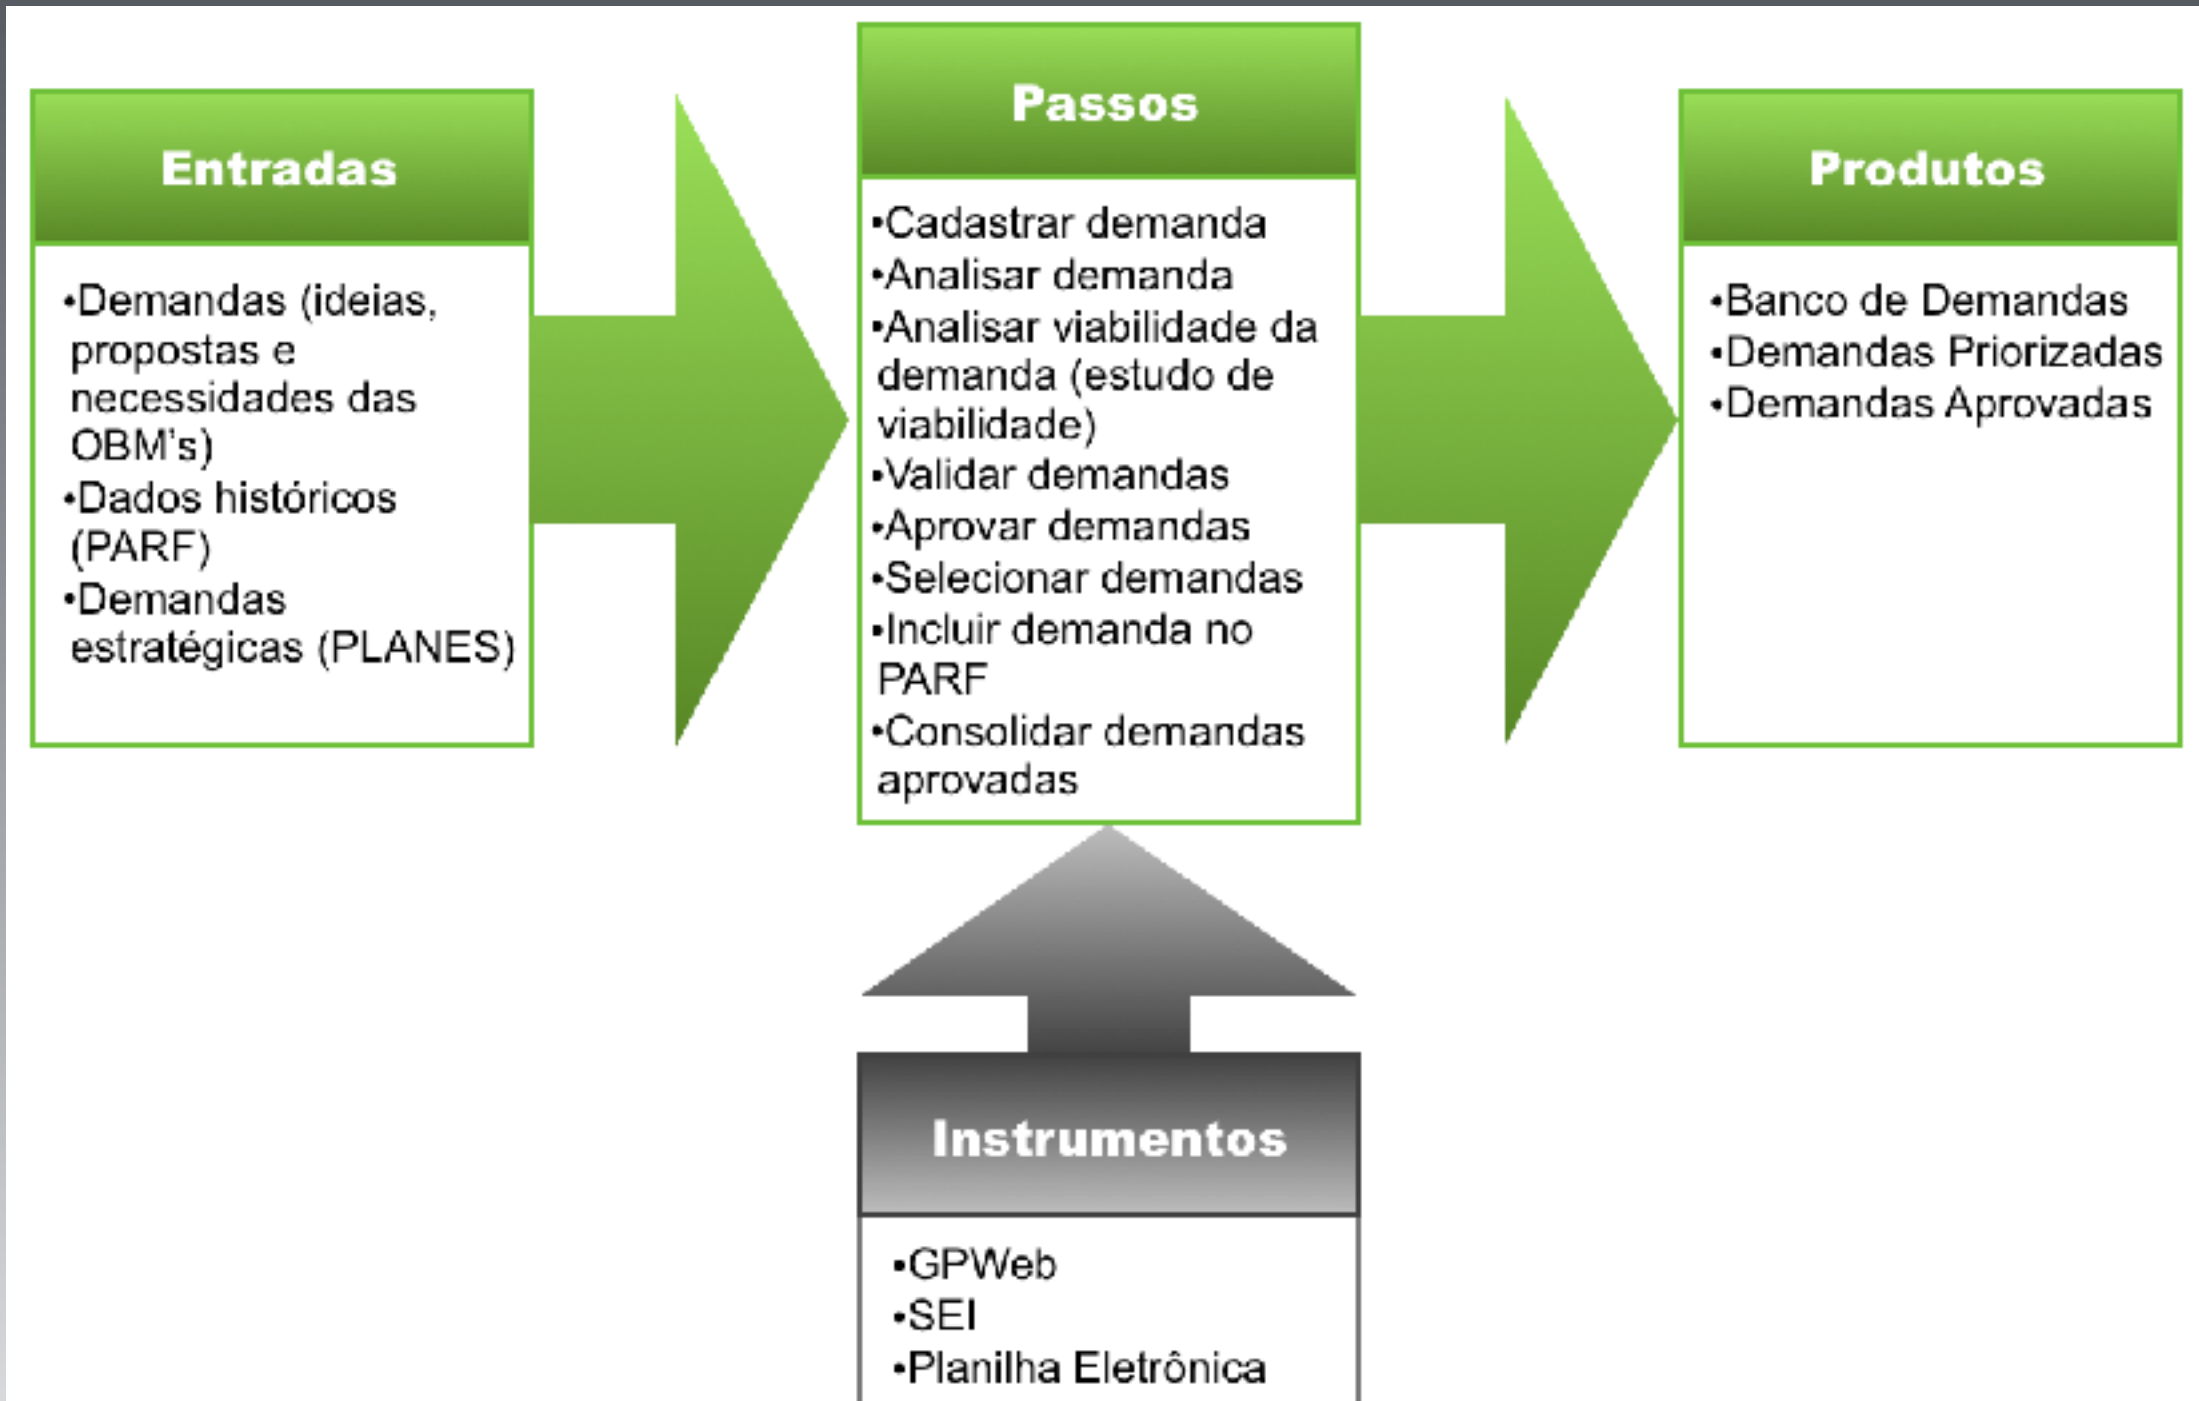 Entradas
•Demandas (ideias,
propostas e
necessidades das
OBM's)
•Dados históricos
(PARF)
•Demandas
estratégicas (PLANES)
Passos
•Cadastrar demanda
•Analisar demanda
•Analisar viabilidade da
demanda (estudo de
viabilidade)
•Validar demandas
•Aprovar demandas
•Selecionar demandas
•Incluir demanda no
PARF
•Consolidar demandas
aprovadas
Produtos
•Banco de Demandas
•Demandas Priorizadas
•Demandas Aprovadas
Instrumentos
•GPWeb
•SEI
•Planilha Eletrônica